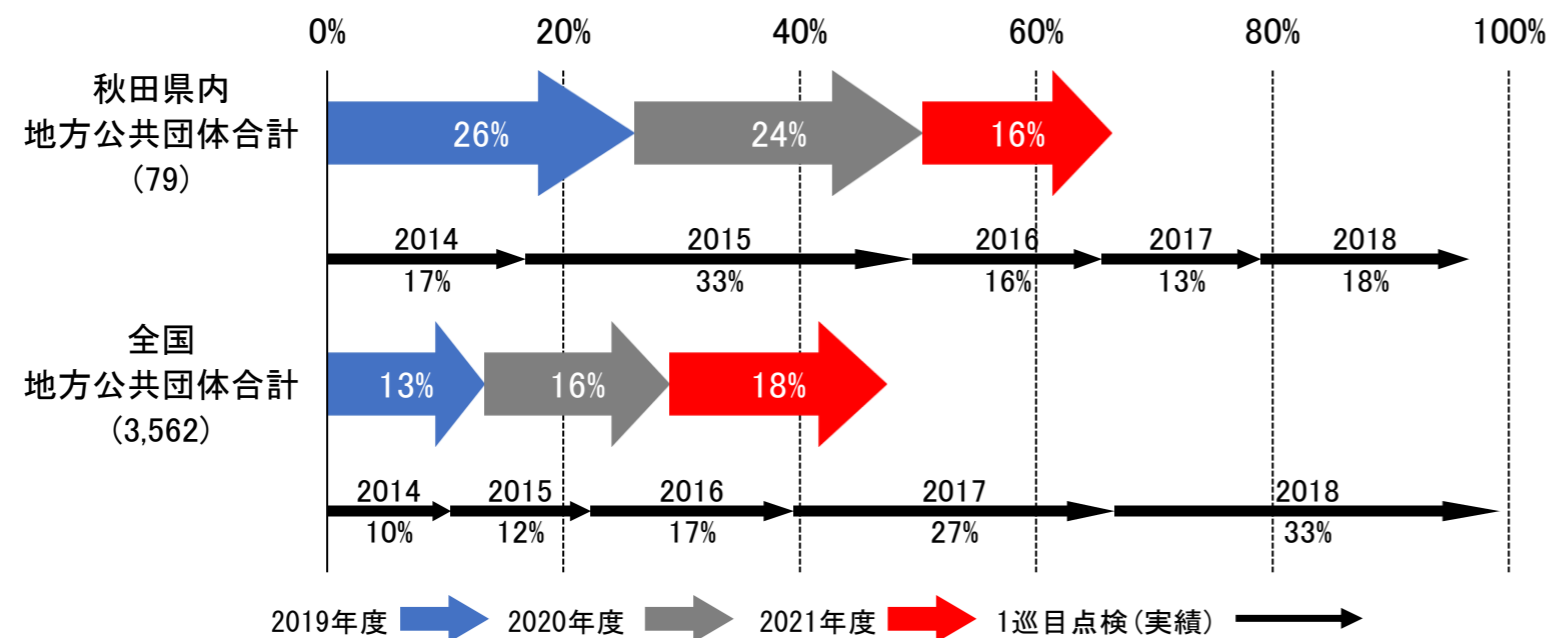 0% 20% 40% 60% 80% 100%
秋田県内
地方公共団体合計
(79)
26% 24% 16%
2014 2015 2016 2017 2018
17% 33% 16% 13% 18%
全国
地方公共団体合計
(3,562)
13% 16% 18%
2014 2015 2016 2017 2018
10% 12% 17% 27% 33%
2019年度 2020年度 2021年度 1巡目点検(実績)